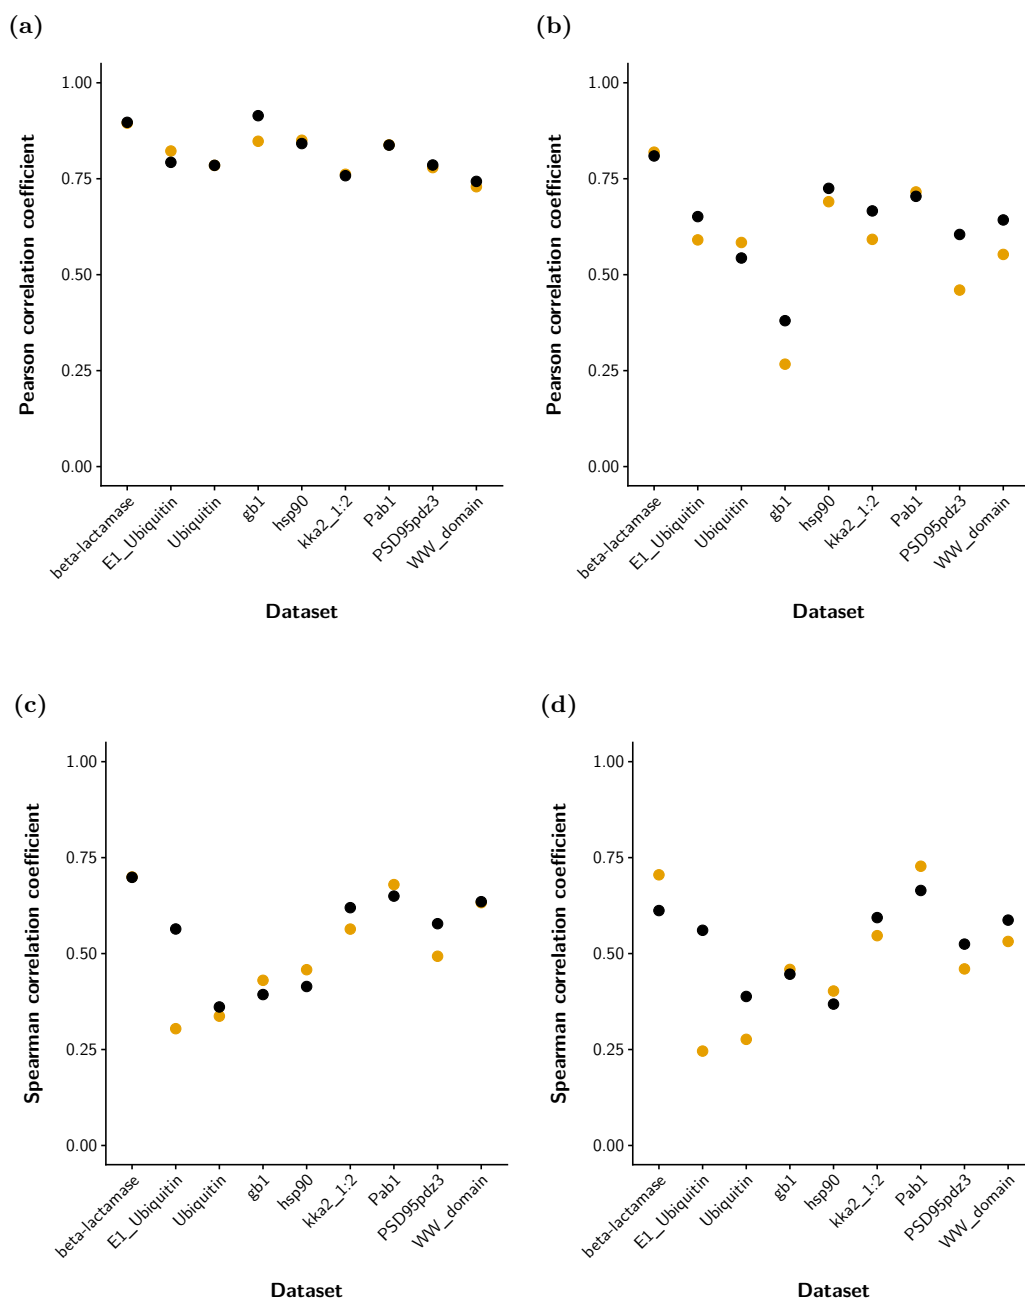 (a)
Pearson correlation coefficient
1.00
0.75
0.50
0.25
0.00
beta-lactamase
E1_Ubiquitin
Ubiquitin
gb1
hsp90
kka2_1:2
Pab1
PSD95pdz3
WW_domain
Dataset
(b)
Pearson correlation coefficient
1.00
0.75
0.50
0.25
0.00
beta-lactamase
E1_Ubiquitin
Ubiquitin
gb1
hsp90
kka2_1:2
Pab1
PSD95pdz3
WW_domain
Dataset
(c)
Spearman correlation coefficient
1.00
0.75
0.50
0.25
0.00
beta-lactamase
E1_Ubiquitin
Ubiquitin
gb1
hsp90
kka2_1:2
Pab1
PSD95pdz3
WW_domain
Dataset
(d)
Spearman correlation coefficient
1.00
0.75
0.50
0.25
0.00
beta-lactamase
E1_Ubiquitin
Ubiquitin
gb1
hsp90
kka2_1:2
Pab1
PSD95pdz3
WW_domain
Dataset